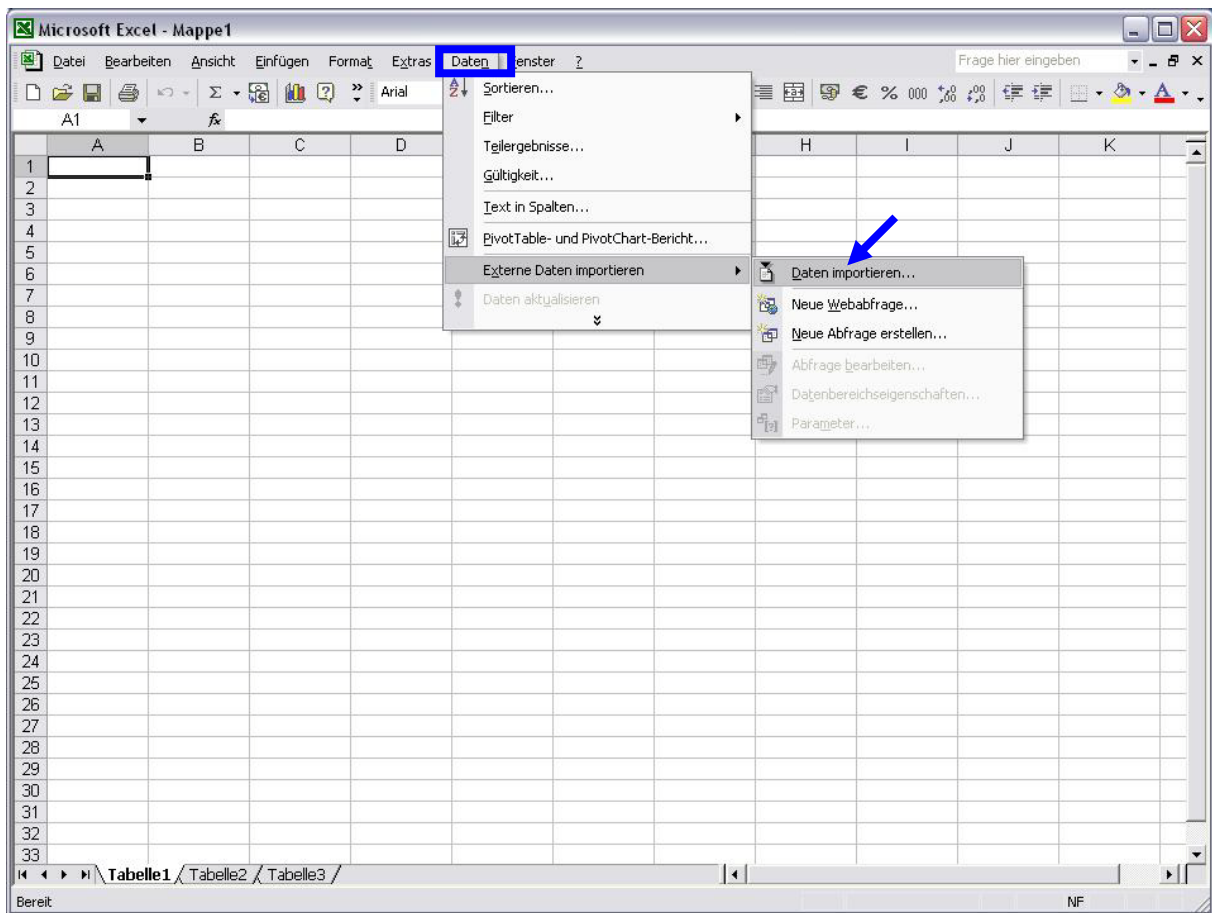 Microsoft Excel - Mappe1
Datei Bearbeiten Ansicht Einfügen Format Extras Daten enster ? Frage hier eingeben
Σ Arial € % 000
A1 fx
A B C D H I J K
1
2
3
4
5
6
7
8
9
10
11
12
13
14
15
16
17
18
19
20
21
22
23
24
25
26
27
28
29
30
31
32
33
Sortieren...
Filter
Teilergebnisse...
Gültigkeit...
Text in Spalten...
PivotTable- und PivotChart-Bericht...
Externe Daten importieren
Daten aktualisieren
Daten importieren...
Neue Webabfrage...
Neue Abfrage erstellen...
Abfrage bearbeiten...
Datenbereichseigenschaften...
Parameter...
Tabelle1 Tabelle2 Tabelle3
Bereit NF